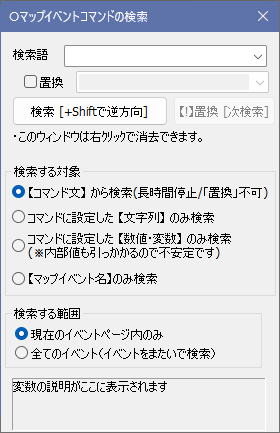 ○マップイベントコマンドの検索
検索語
置換
検索 [+Shiftで逆方向]
【!】置換 [次検索]
・このウィンドウは右クリックで消去できます。
検索する対象
【コマンド文】 から検索(長時間停止/「置換」不可)
コマンドに設定した 【文字列】 のみ検索
コマンドに設定した 【数値・変数】 のみ検索
(※内部値も引っかかるので不安定です)
【マップイベント名】のみ検索
検索する範囲
現在のイベントページ内のみ
全てのイベント(イベントをまたいで検索)
変数の説明がここに表示されます